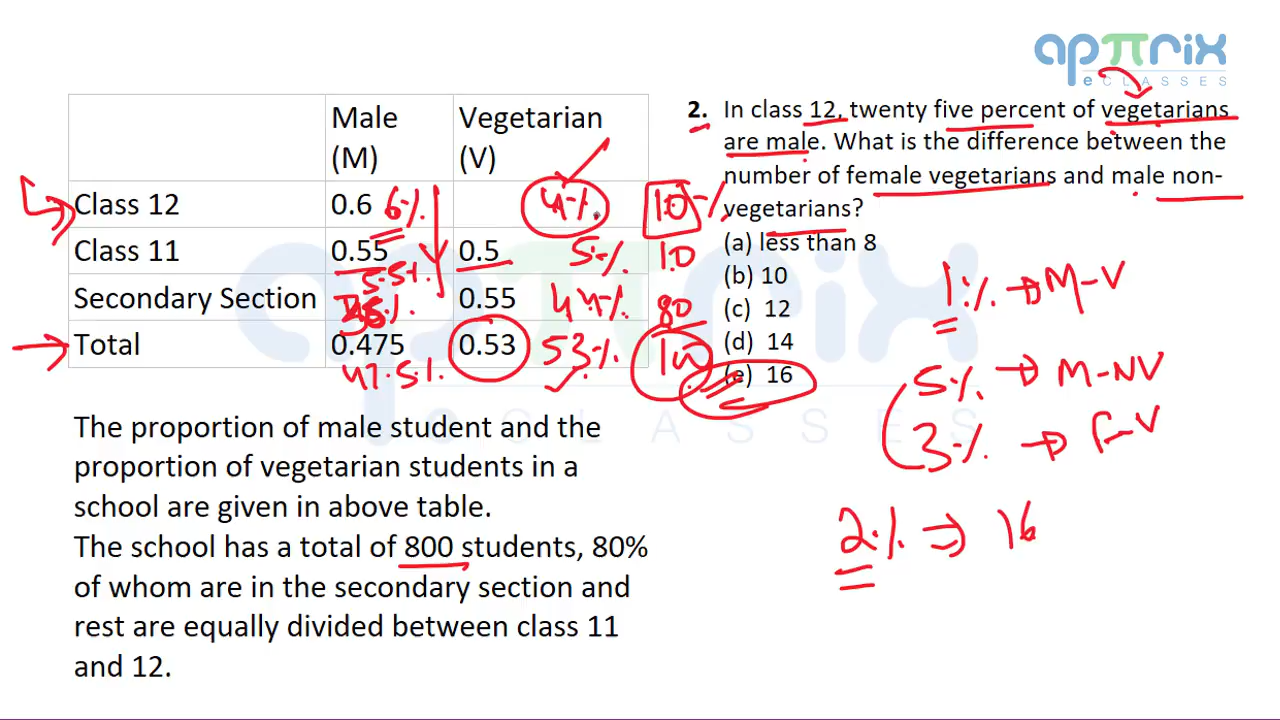 apπrix
eCLASSES
Male Vegetarian
(M) (V)
Class 12 0.6 6% 4% 10%
Class 11 0.55 5.5% 0.5 5% 10
Secondary Section 36% 0.55 44% 80
Total 0.475 47.5% 0.53 53% 100
The proportion of male student and the
proportion of vegetarian students in a
school are given in above table.
The school has a total of 800 students, 80%
of whom are in the secondary section and
rest are equally divided between class 11
and 12.
2. In class 12, twenty five percent of vegetarians
are male. What is the difference between the
number of female vegetarians and male non-
vegetarians?
(a) less than 8
(b) 10
(c) 12
(d) 14
(e) 16
1% → M-V
5% → M-NV
3% → F-V
2% ⇒ 16
eCLASSES